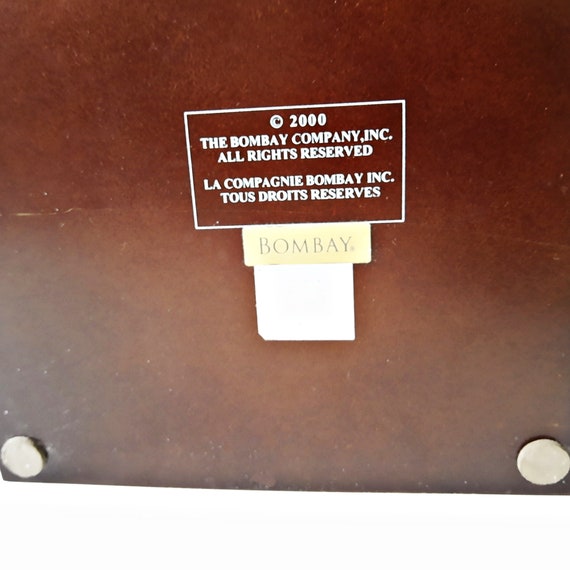 © 2000
THE BOMBAY COMPANY,INC.
ALL RIGHTS RESERVED
LA COMPAGNIE BOMBAY INC.
TOUS DROITS RESERVES
BOMBAY®